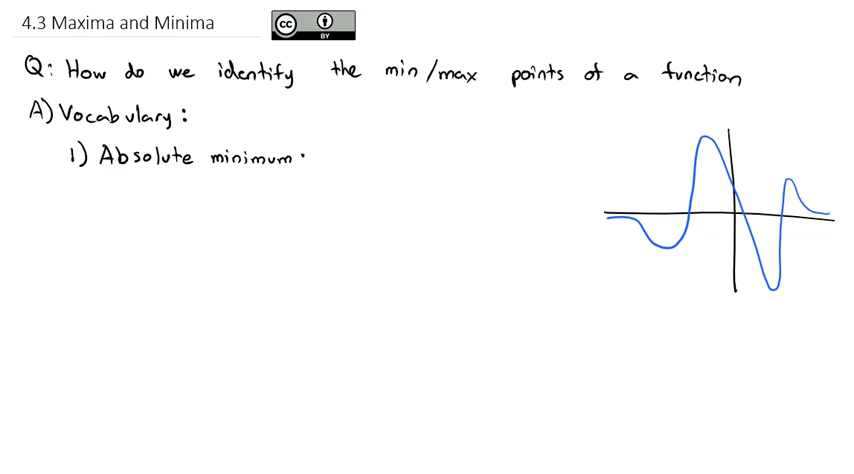 4.3 Maxima and Minima
cc BY
Q: How do we identify the min/max points of a function
A) Vocabulary:
1) Absolute minimum